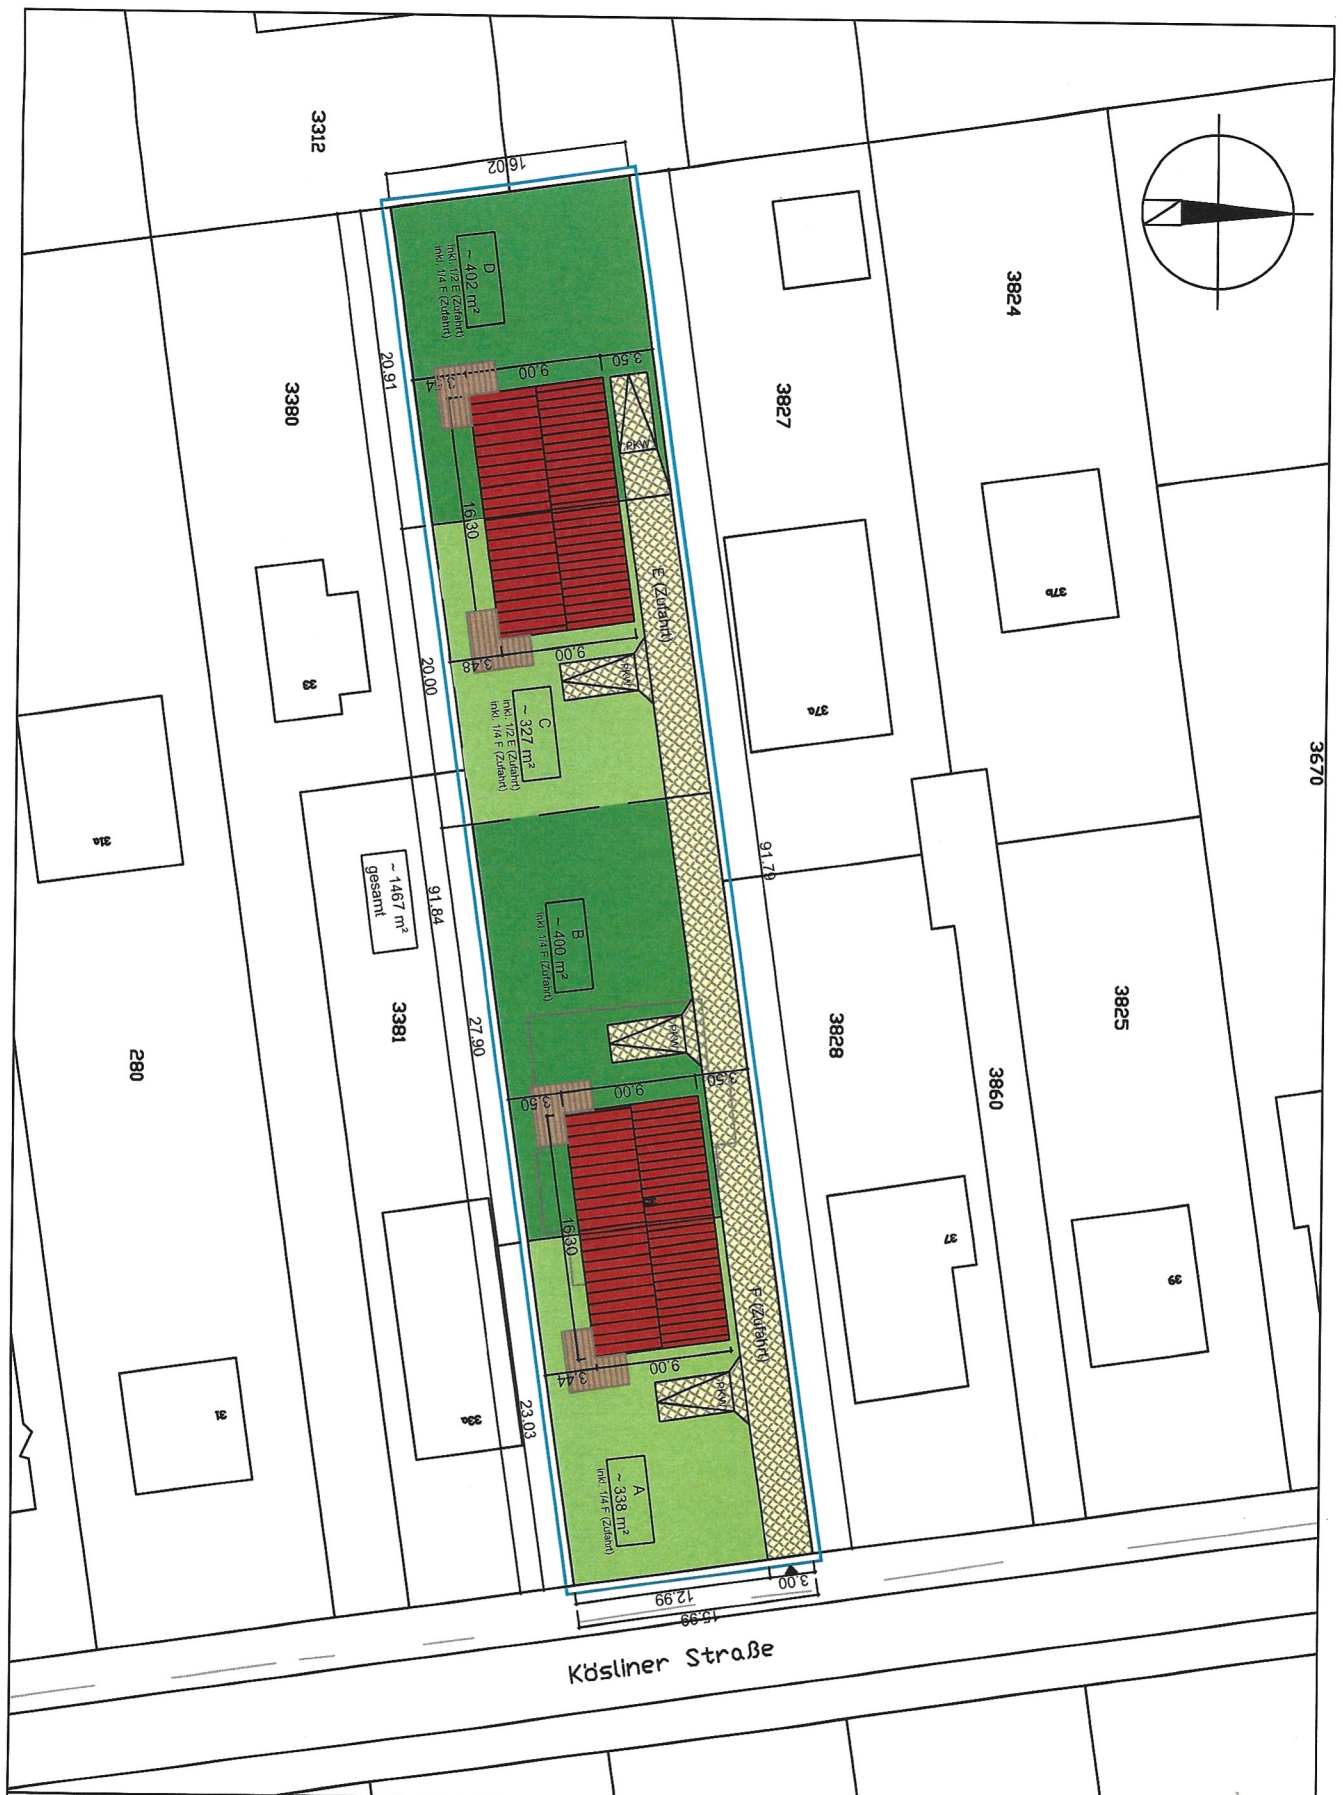 3312
16.02
3824
3827
3380
D
~ 402 m²
inkl. 1/2 E (Zufahrt)
inkl. 1/4 F (Zufahrt)
20.91
9.00
3.50
PKW
16.30
E (Zufahrt)
37b
33
20.00
3.48
9.00
PKW
C
~ 327 m²
inkl. 1/2 E (Zufahrt)
inkl. 1/4 F (Zufahrt)
37a
3670
31a
~ 1467 m²
gesamt
91.84
91.79
B
~ 400 m²
inkl. 1/4 F (Zufahrt)
3381
27.90
PKW
3828
3825
280
3860
3.50
9.00
3.50
16.30
37
39
F (Zufahrt)
3.44
9.00
PKW
31
33a
23.03
A
~ 338 m²
inkl. 1/4 F (Zufahrt)
12.99
3.00
15.99
Kösliner Straße